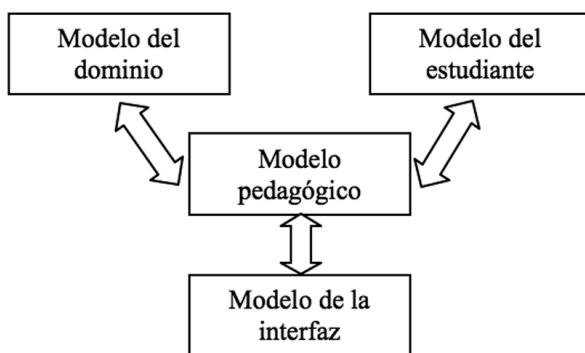 Modelo del
dominio
Modelo del
estudiante
Modelo
pedagógico
Modelo de la
interfaz